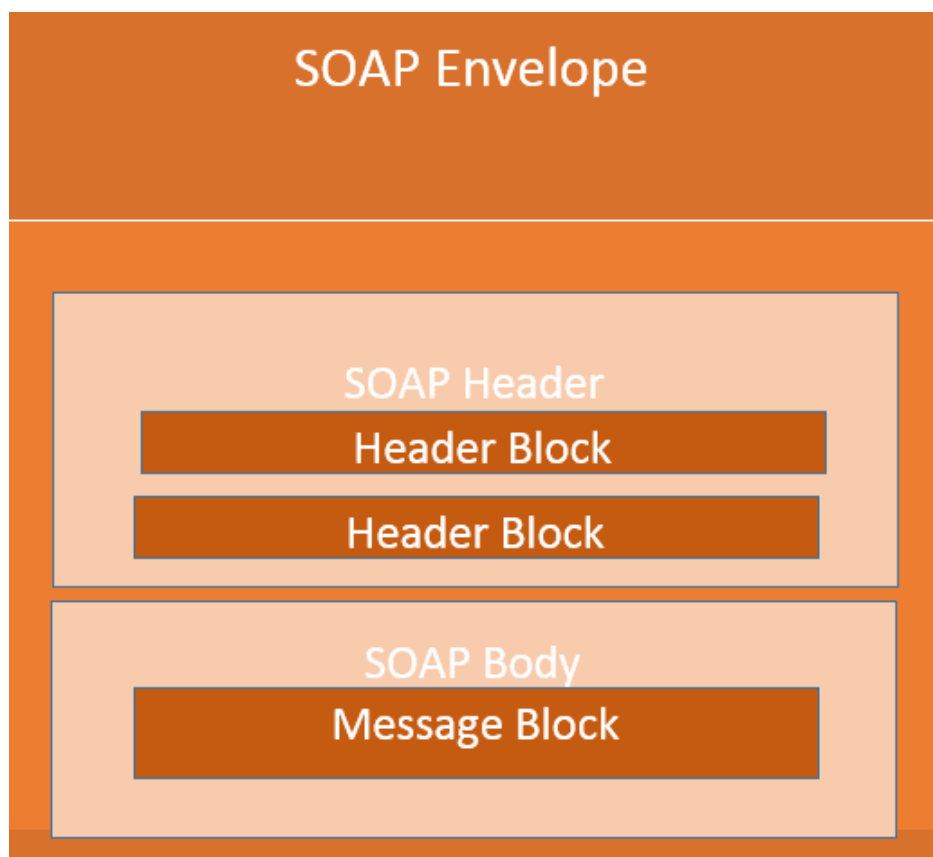 SOAP Envelope
SOAP Header
Header Block
Header Block
SOAP Body
Message Block